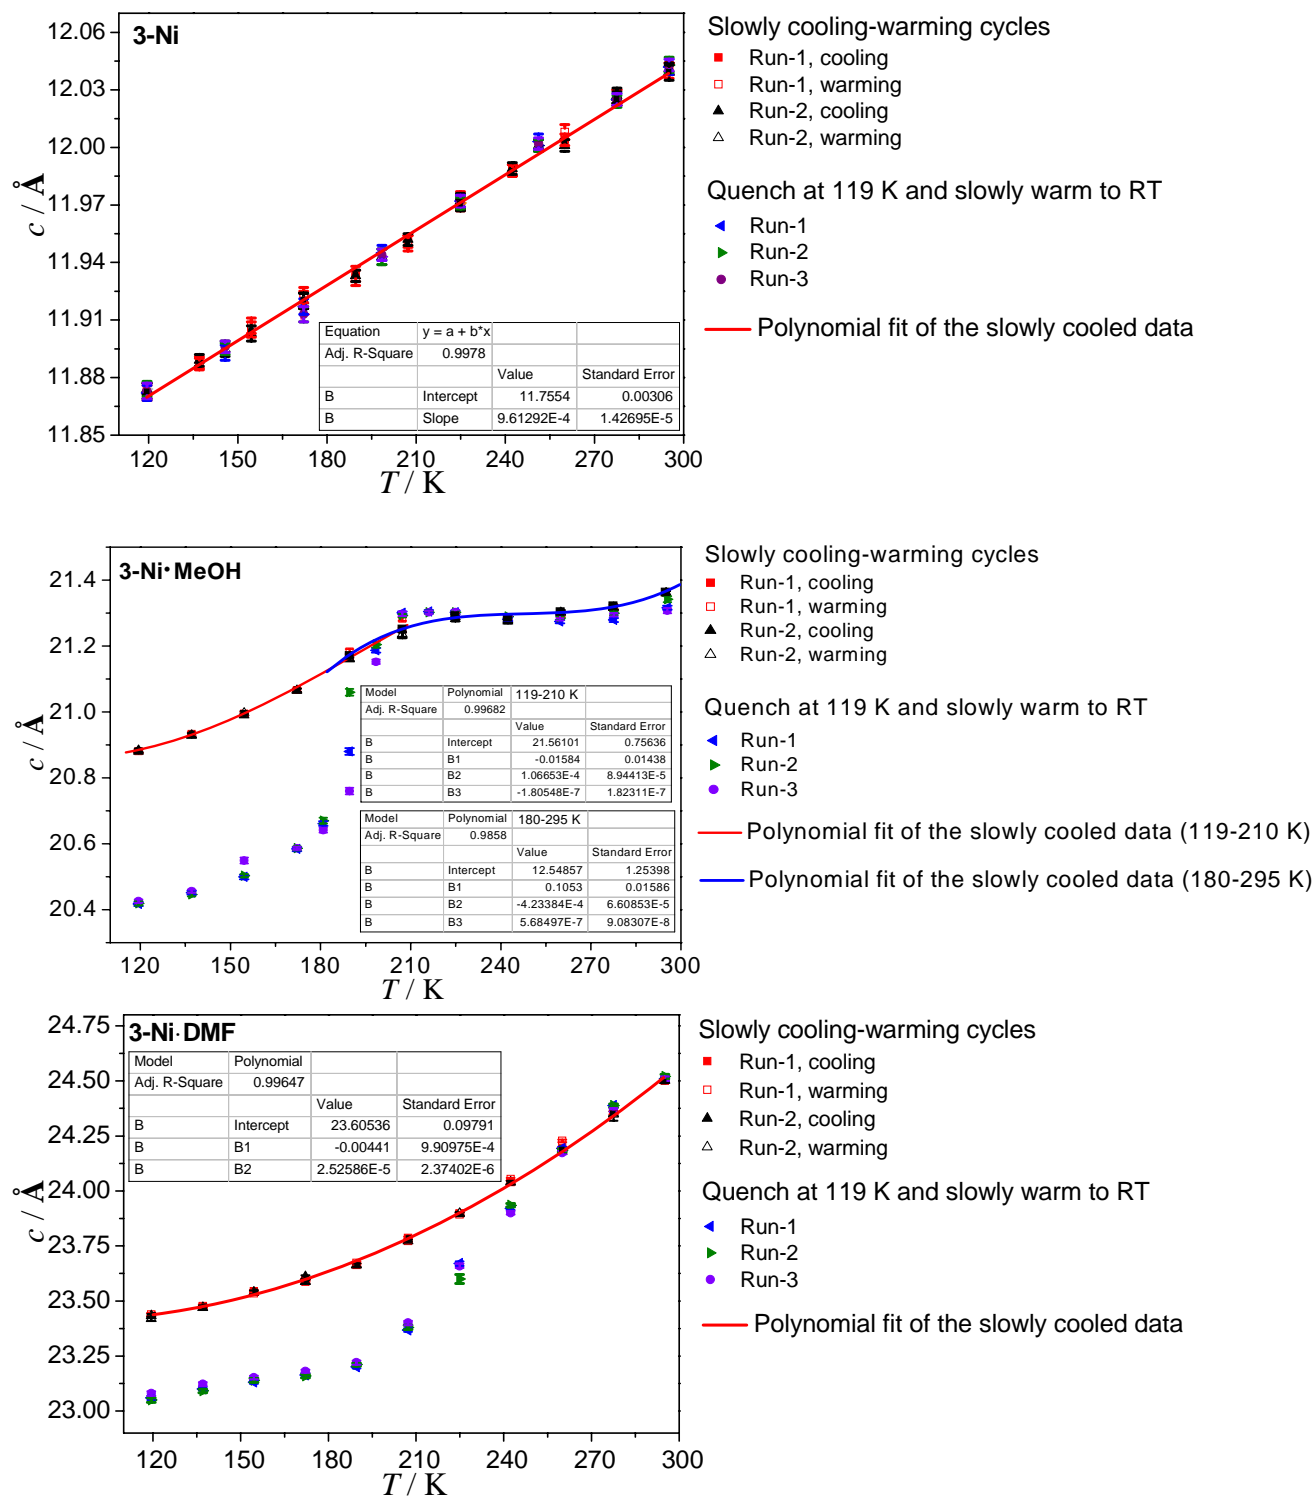 3-Ni
12.06
12.03
12.00
11.97
11.94
11.91
11.88
11.85
c / Å
120 150 180 210 240 270 300
T / K
Equation y = a + b*x
Adj. R-Square 0.9978
Value Standard Error
B Intercept 11.7554 0.00306
B Slope 9.61292E-4 1.42695E-5
Slowly cooling-warming cycles
Run-1, cooling
Run-1, warming
Run-2, cooling
Run-2, warming
Quench at 119 K and slowly warm to RT
Run-1
Run-2
Run-3
Polynomial fit of the slowly cooled data
3-Ni·MeOH
21.4
21.2
21.0
20.8
20.6
20.4
c / Å
120 150 180 210 240 270 300
T / K
Model Polynomial 119-210 K
Adj. R-Square 0.99682
Value Standard Error
B Intercept 21.56101 0.75636
B B1 -0.01584 0.01438
B B2 1.06653E-4 8.94413E-5
B B3 -1.80548E-7 1.82311E-7
Model Polynomial 180-295 K
Adj. R-Square 0.9858
Value Standard Error
B Intercept 12.54857 1.25398
B B1 0.1053 0.01586
B B2 -4.23384E-4 6.60853E-5
B B3 5.68497E-7 9.08307E-8
Slowly cooling-warming cycles
Run-1, cooling
Run-1, warming
Run-2, cooling
Run-2, warming
Quench at 119 K and slowly warm to RT
Run-1
Run-2
Run-3
Polynomial fit of the slowly cooled data (119-210 K)
Polynomial fit of the slowly cooled data (180-295 K)
3-Ni·DMF
24.75
24.50
24.25
24.00
23.75
23.50
23.25
23.00
c / Å
120 150 180 210 240 270 300
T / K
Model Polynomial
Adj. R-Square 0.99647
Value Standard Error
B Intercept 23.60536 0.09791
B B1 -0.00441 9.90975E-4
B B2 2.52586E-5 2.37402E-6
Slowly cooling-warming cycles
Run-1, cooling
Run-1, warming
Run-2, cooling
Run-2, warming
Quench at 119 K and slowly warm to RT
Run-1
Run-2
Run-3
Polynomial fit of the slowly cooled data